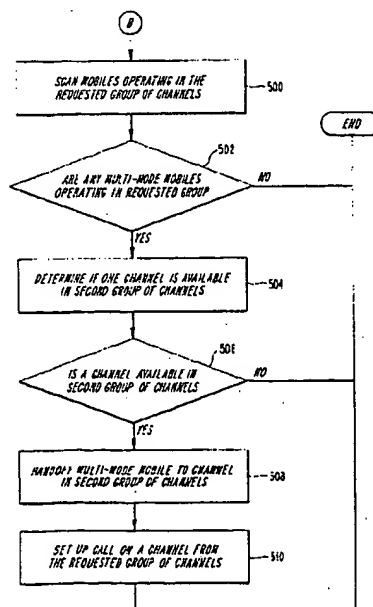 B
SCAN MOBILES OPERATING IN THE
REQUESTED GROUP OF CHANNELS
500
END
502
ARE ANY MULTI-MODE MOBILES
OPERATING IN REQUESTED GROUP
NO
YES
DETERMINE IF ONE CHANNEL IS AVAILABLE
IN SECOND GROUP OF CHANNELS
504
506
IS A CHANNEL AVAILABLE IN
SECOND GROUP OF CHANNELS
NO
YES
HANDOFF MULTI-MODE MOBILE TO CHANNEL
IN SECOND GROUP OF CHANNELS
508
SET UP CALL ON A CHANNEL FROM
THE REQUESTED GROUP OF CHANNELS
510